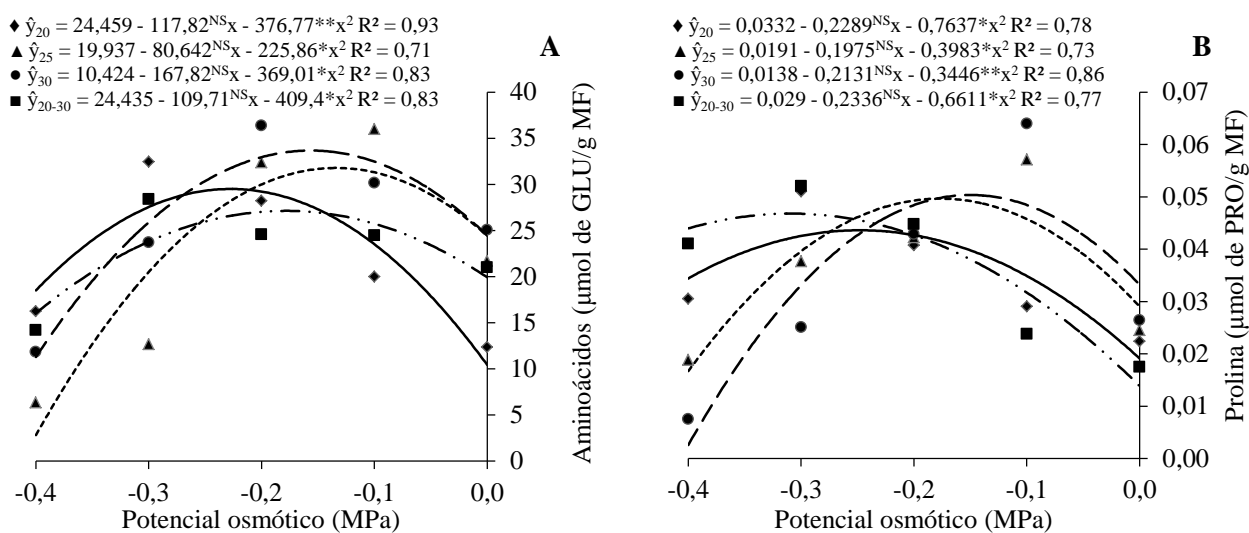 ◆ ŷ20 = 24,459 - 117,82NSx - 376,77**x2 R² = 0,93
▲ ŷ25 = 19,937 - 80,642NSx - 225,86*x2 R² = 0,71
● ŷ30 = 10,424 - 167,82NSx - 369,01*x2 R² = 0,83
■ ŷ20-30 = 24,435 - 109,71NSx - 409,4*x2 R² = 0,83
A
40
35
30
25
20
15
10
5
0
Aminoácidos (µmol de GLU/g MF)
-0,4 -0,3 -0,2 -0,1 0,0
Potencial osmótico (MPa)
◆ ŷ20 = 0,0332 - 0,2289NSx - 0,7637*x2 R² = 0,78
▲ ŷ25 = 0,0191 - 0,1975NSx - 0,3983*x2 R² = 0,73
● ŷ30 = 0,0138 - 0,2131NSx - 0,3446**x2 R² = 0,86
■ ŷ20-30 = 0,029 - 0,2336NSx - 0,6611*x2 R² = 0,77
B
0,07
0,06
0,05
0,04
0,03
0,02
0,01
0,00
Prolina (µmol de PRO/g MF)
-0,4 -0,3 -0,2 -0,1 0,0
Potencial osmótico (MPa)